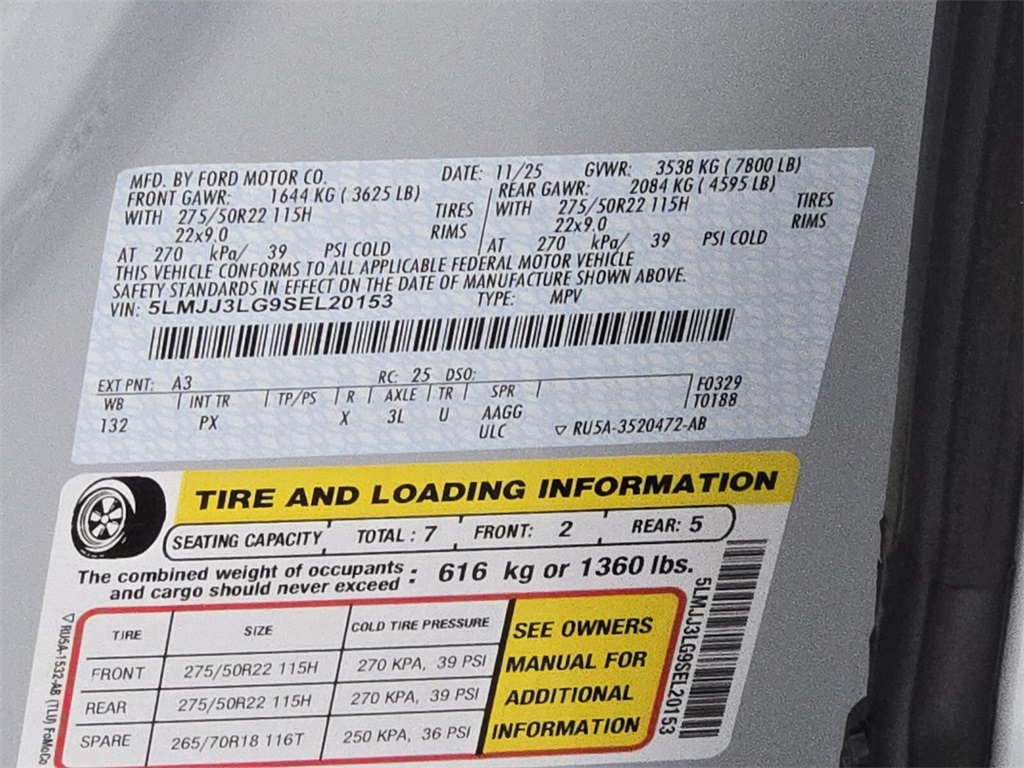 MFD. BY FORD MOTOR CO. DATE: 11/25 GVWR: 3538 KG ( 7800 LB)
FRONT GAWR: 1644 KG ( 3625 LB) REAR GAWR: 2084 KG ( 4595 LB)
WITH 275/50R22 115H TIRES WITH 275/50R22 115H TIRES
22x9.0 RIMS 22x9.0 RIMS
AT 270 kPa/ 39 PSI COLD AT 270 kPa/ 39 PSI COLD
THIS VEHICLE CONFORMS TO ALL APPLICABLE FEDERAL MOTOR VEHICLE
SAFETY STANDARDS IN EFFECT ON THE DATE OF MANUFACTURE SHOWN ABOVE.
VIN: 5LMJJ3LG9SEL20153 TYPE: MPV
EXT PNT: A3 RC: 25 DSO: F0329
WB INT TR TP/PS R AXLE TR SPR T0188
132 PX X 3L U AAGG
ULC ▽ RU5A-3520472-AB
TIRE AND LOADING INFORMATION
SEATING CAPACITY TOTAL : 7 FRONT: 2 REAR: 5
The combined weight of occupants
and cargo should never exceed : 616 kg or 1360 lbs.
TIRE SIZE COLD TIRE PRESSURE
FRONT 275/50R22 115H 270 KPA, 39 PSI
REAR 275/50R22 115H 270 KPA, 39 PSI
SPARE 265/70R18 116T 250 KPA, 36 PSI
SEE OWNERS
MANUAL FOR
ADDITIONAL
INFORMATION
5LMJJ3LG9SEL20153
▽ RU5A-1532-AB (TU) FoMoCo